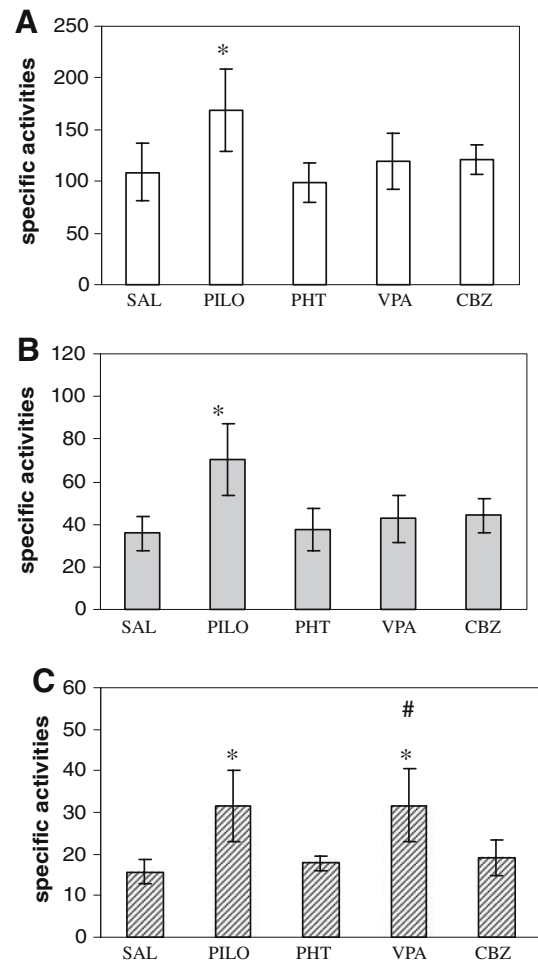 A
specific activities
250
200
150
100
50
0
*
SAL PILO PHT VPA CBZ
B
specific activities
120
100
80
60
40
20
0
*
SAL PILO PHT VPA CBZ
C
specific activities
60
50
40
30
20
10
0
#
* *
SAL PILO PHT VPA CBZ